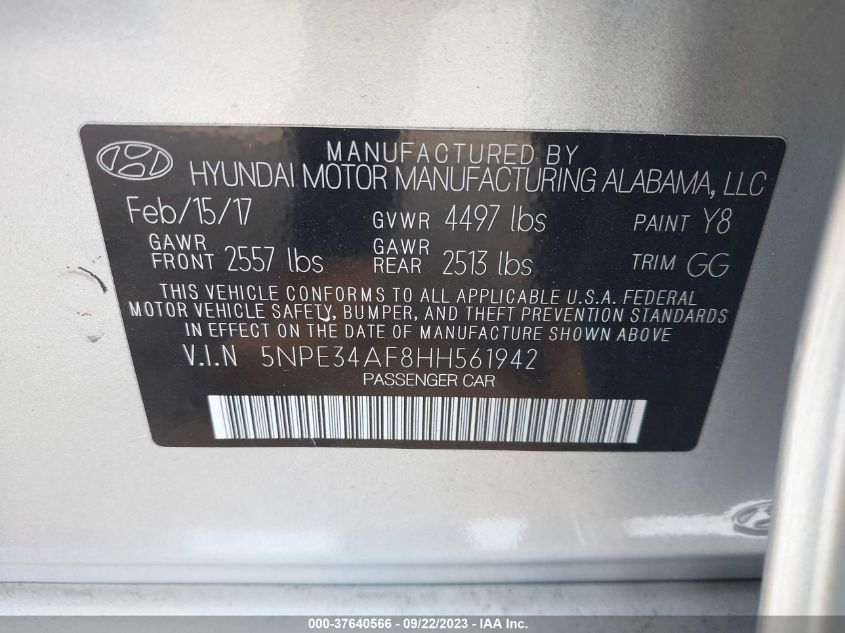 MANUFACTURED BY
HYUNDAI MOTOR MANUFACTURING ALABAMA, LLC
Feb/15/17 GVWR 4497 lbs PAINT Y8
GAWR FRONT 2557 lbs GAWR REAR 2513 lbs TRIM GG
THIS VEHICLE CONFORMS TO ALL APPLICABLE U.S.A. FEDERAL
MOTOR VEHICLE SAFETY, BUMPER, AND THEFT PREVENTION STANDARDS
IN EFFECT ON THE DATE OF MANUFACTURE SHOWN ABOVE
V.I.N 5NPE34AF8HH561942
PASSENGER CAR
000-37640566 - 09/22/2023 - IAA Inc.